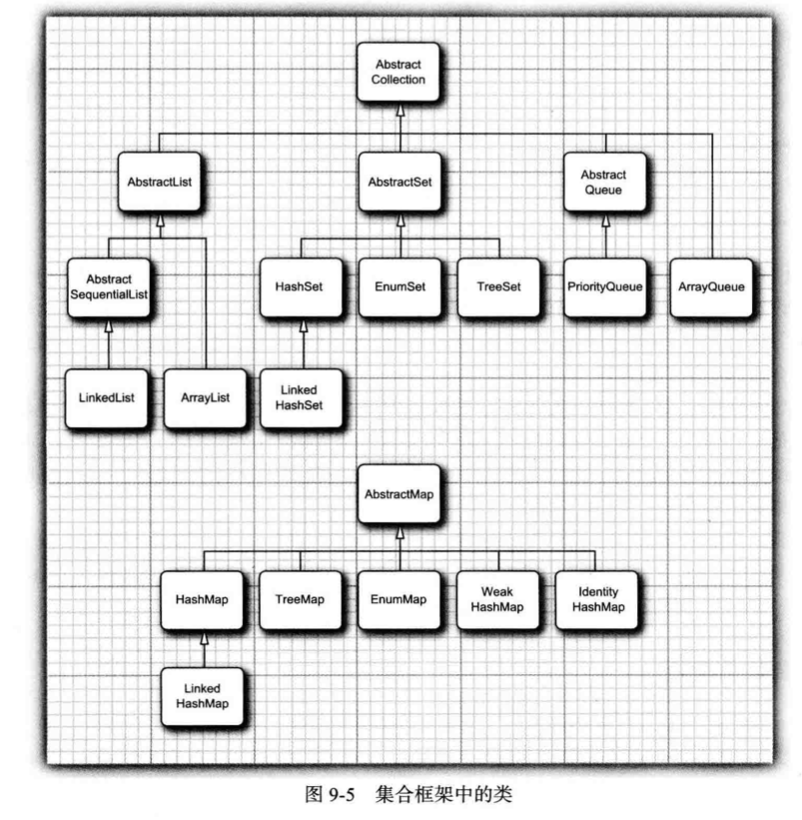 Abstract
Collection
AbstractList
AbstractSet
Abstract
Queue
Abstract
SequentialList
HashSet
EnumSet
TreeSet
PriorityQueue
ArrayQueue
LinkedList
ArrayList
Linked
HashSet
AbstractMap
HashMap
TreeMap
EnumMap
Weak
HashMap
Identity
HashMap
Linked
HashMap
图 9-5 集合框架中的类